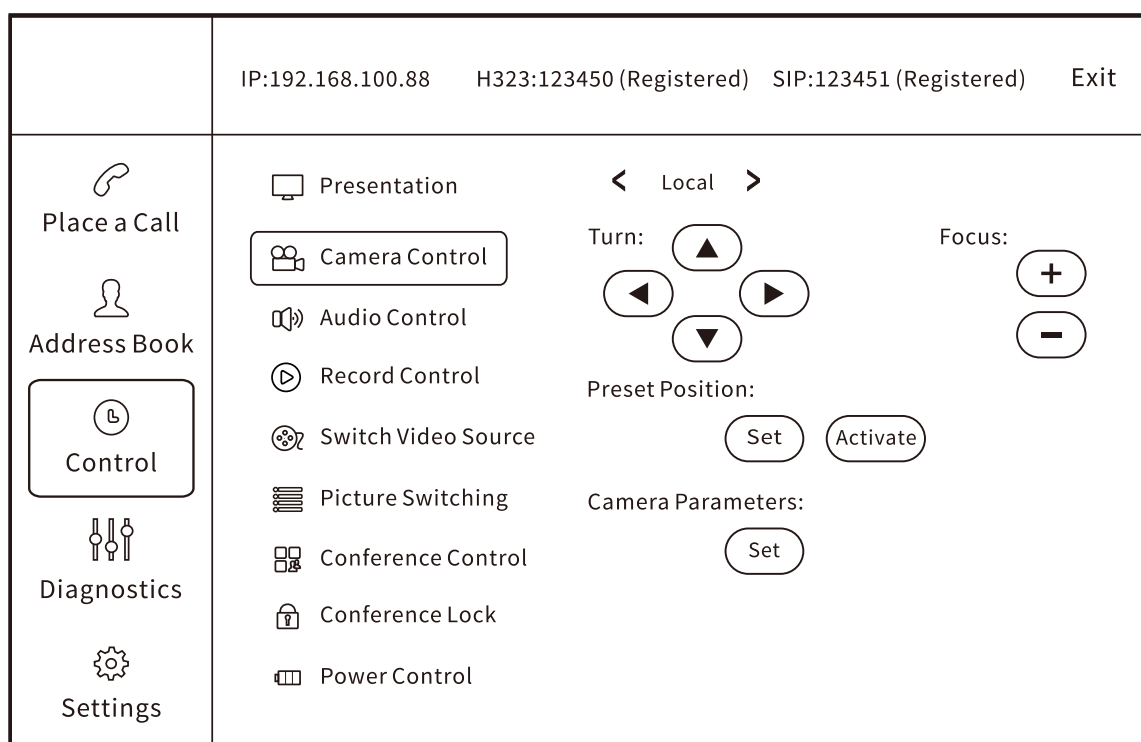 IP:192.168.100.88 H323:123450 (Registered) SIP:123451 (Registered) Exit
Place a Call
Address Book
Control
Diagnostics
Settings
Presentation
Camera Control
Audio Control
Record Control
Switch Video Source
Picture Switching
Conference Control
Conference Lock
Power Control
< Local >
Turn:
Focus:
+
−
Preset Position:
Set Activate
Camera Parameters:
Set